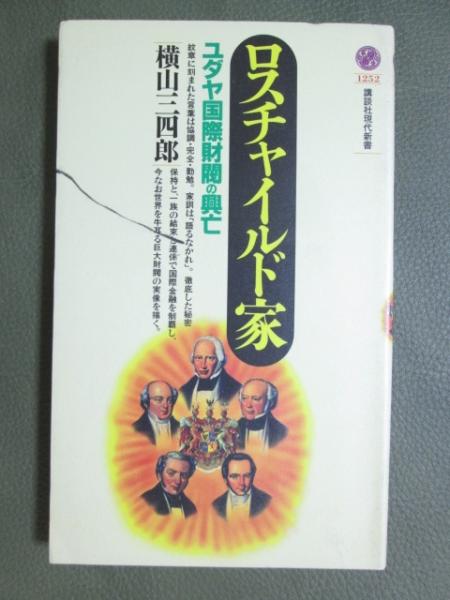 1252
講談社現代新書
ロスチャイルド家
ユダヤ国際財閥の興亡
横山三四郎
紋章に刻まれた言葉は協調・完全・勤勉。家訓は「語るなかれ」。徹底した秘密
保持と、一族の結束と連係で国際金融を制覇し、
今なお世界を牛耳る巨大財閥の実像を描く。